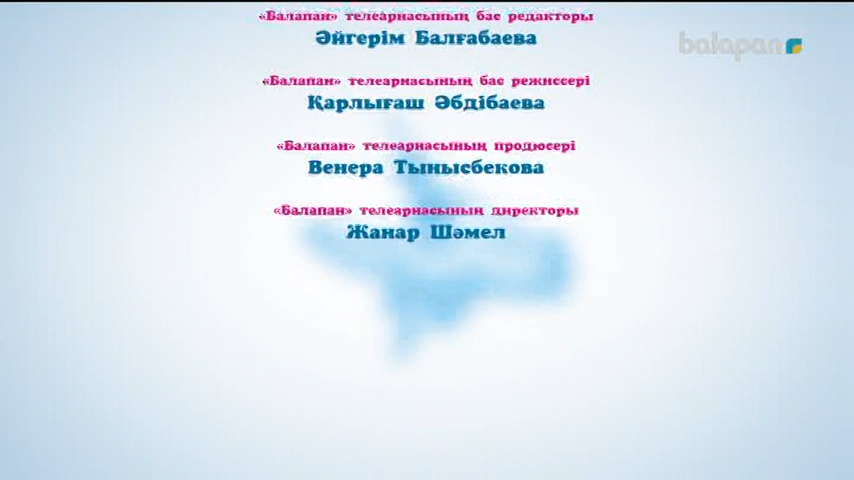 «Балапан» телеарнасының бас редакторы
Әйгерім Балғабаева
balapan
«Балапан» телеарнасының бас режиссері
Қарлығаш Әбдібаева
«Балапан» телеарнасының продюсері
Венера Тынысбекова
«Балапан» телеарнасының директоры
Жанар Шәмел